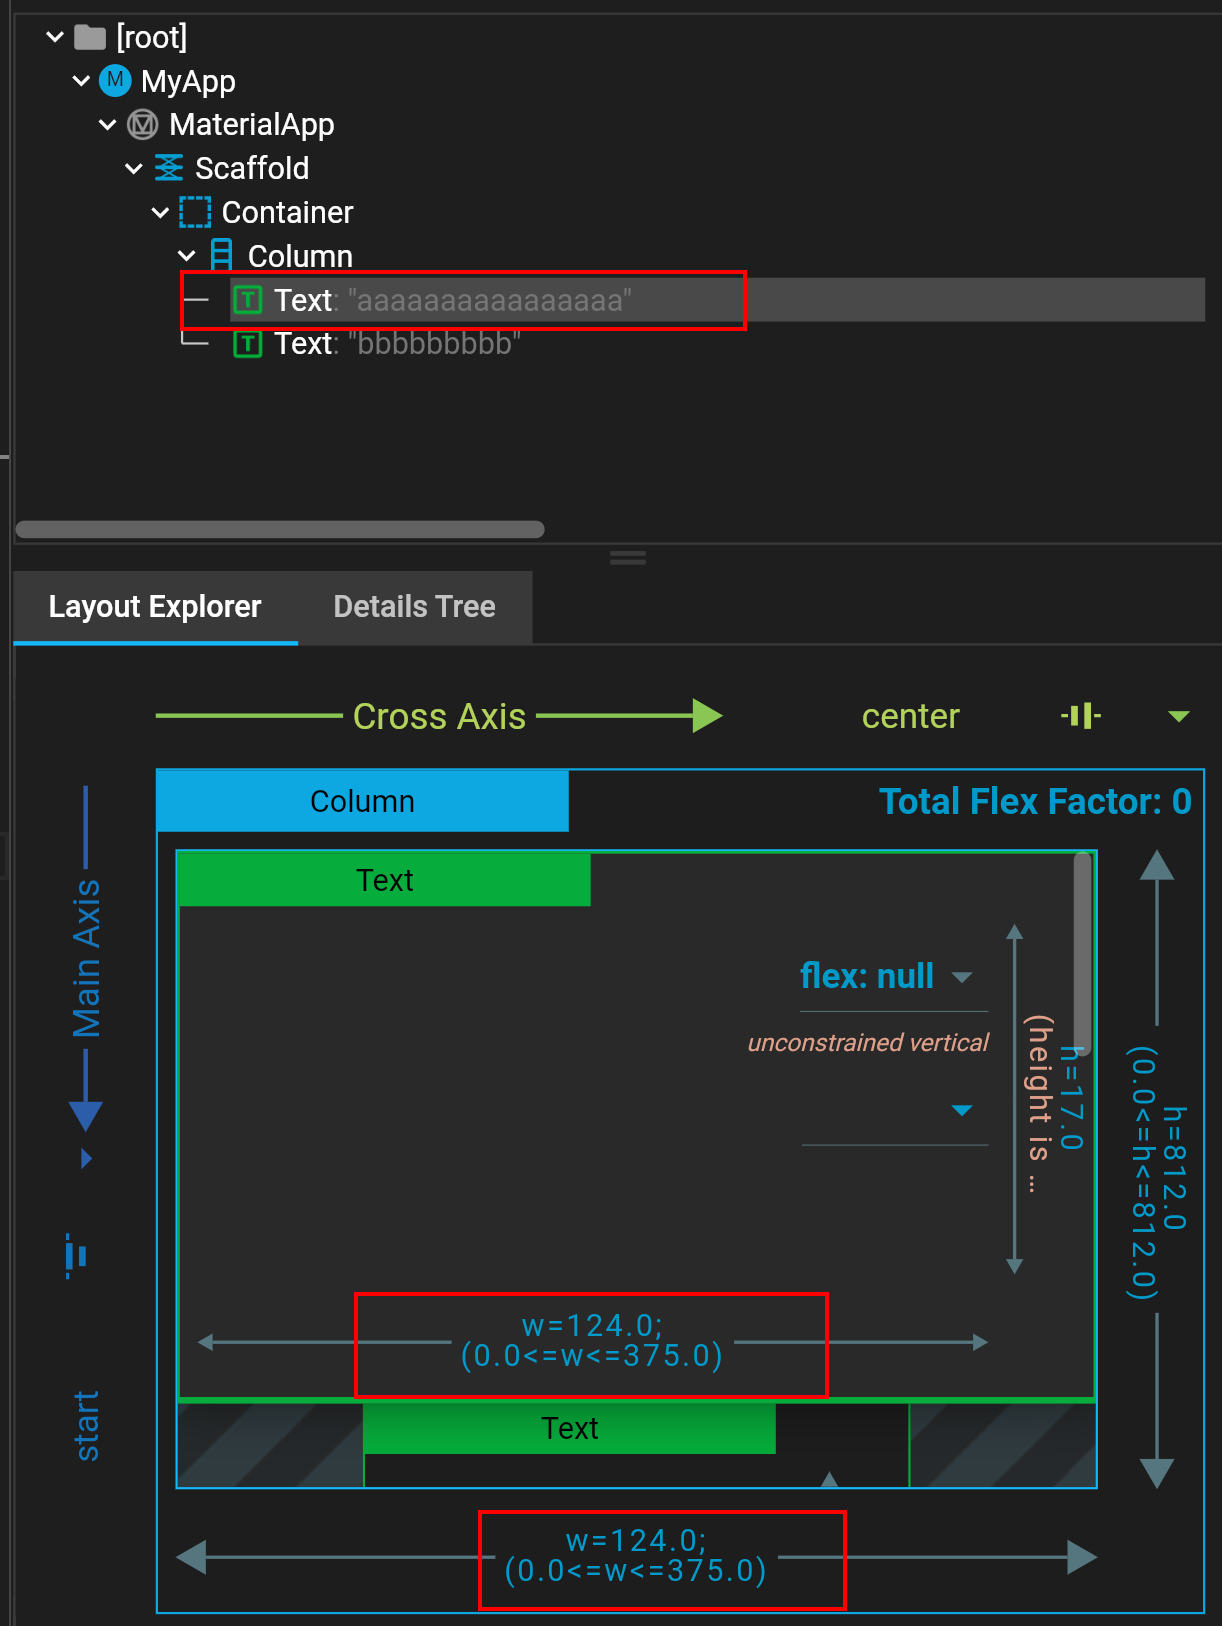 [root]
M MyApp
MaterialApp
Scaffold
Container
Column
T Text: "aaaaaaaaaaaaaaaa"
T Text: "bbbbbbbbb"
Layout Explorer Details Tree
Cross Axis center
Column Total Flex Factor: 0
Text
Main Axis
flex: null
unconstrained vertical
h=17.0
(height is ...
h=812.0
(0.0<=h<=812.0)
w=124.0;
(0.0<=w<=375.0)
start
Text
w=124.0;
(0.0<=w<=375.0)